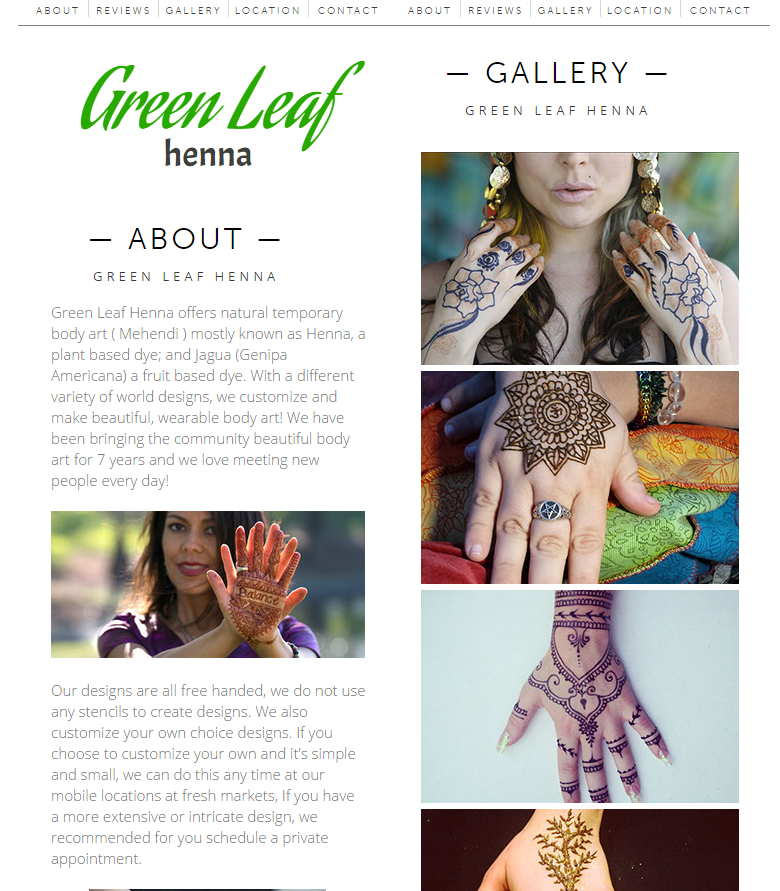 ABOUT REVIEWS GALLERY LOCATION CONTACT
Green Leaf
henna
— ABOUT —
GREEN LEAF HENNA
Green Leaf Henna offers natural temporary
body art ( Mehendi ) mostly known as Henna, a
plant based dye; and Jagua (Genipa
Americana) a fruit based dye. With a different
variety of world designs, we customize and
make beautiful, wearable body art! We have
been bringing the community beautiful body
art for 7 years and we love meeting new
people every day!
Balance
Our designs are all free handed, we do not use
any stencils to create designs. We also
customize your own choice designs. If you
choose to customize your own and it’s simple
and small, we can do this any time at our
mobile locations at fresh markets, If you have
a more extensive or intricate design, we
recommended for you schedule a private
appointment.
ABOUT REVIEWS GALLERY LOCATION CONTACT
— GALLERY —
GREEN LEAF HENNA